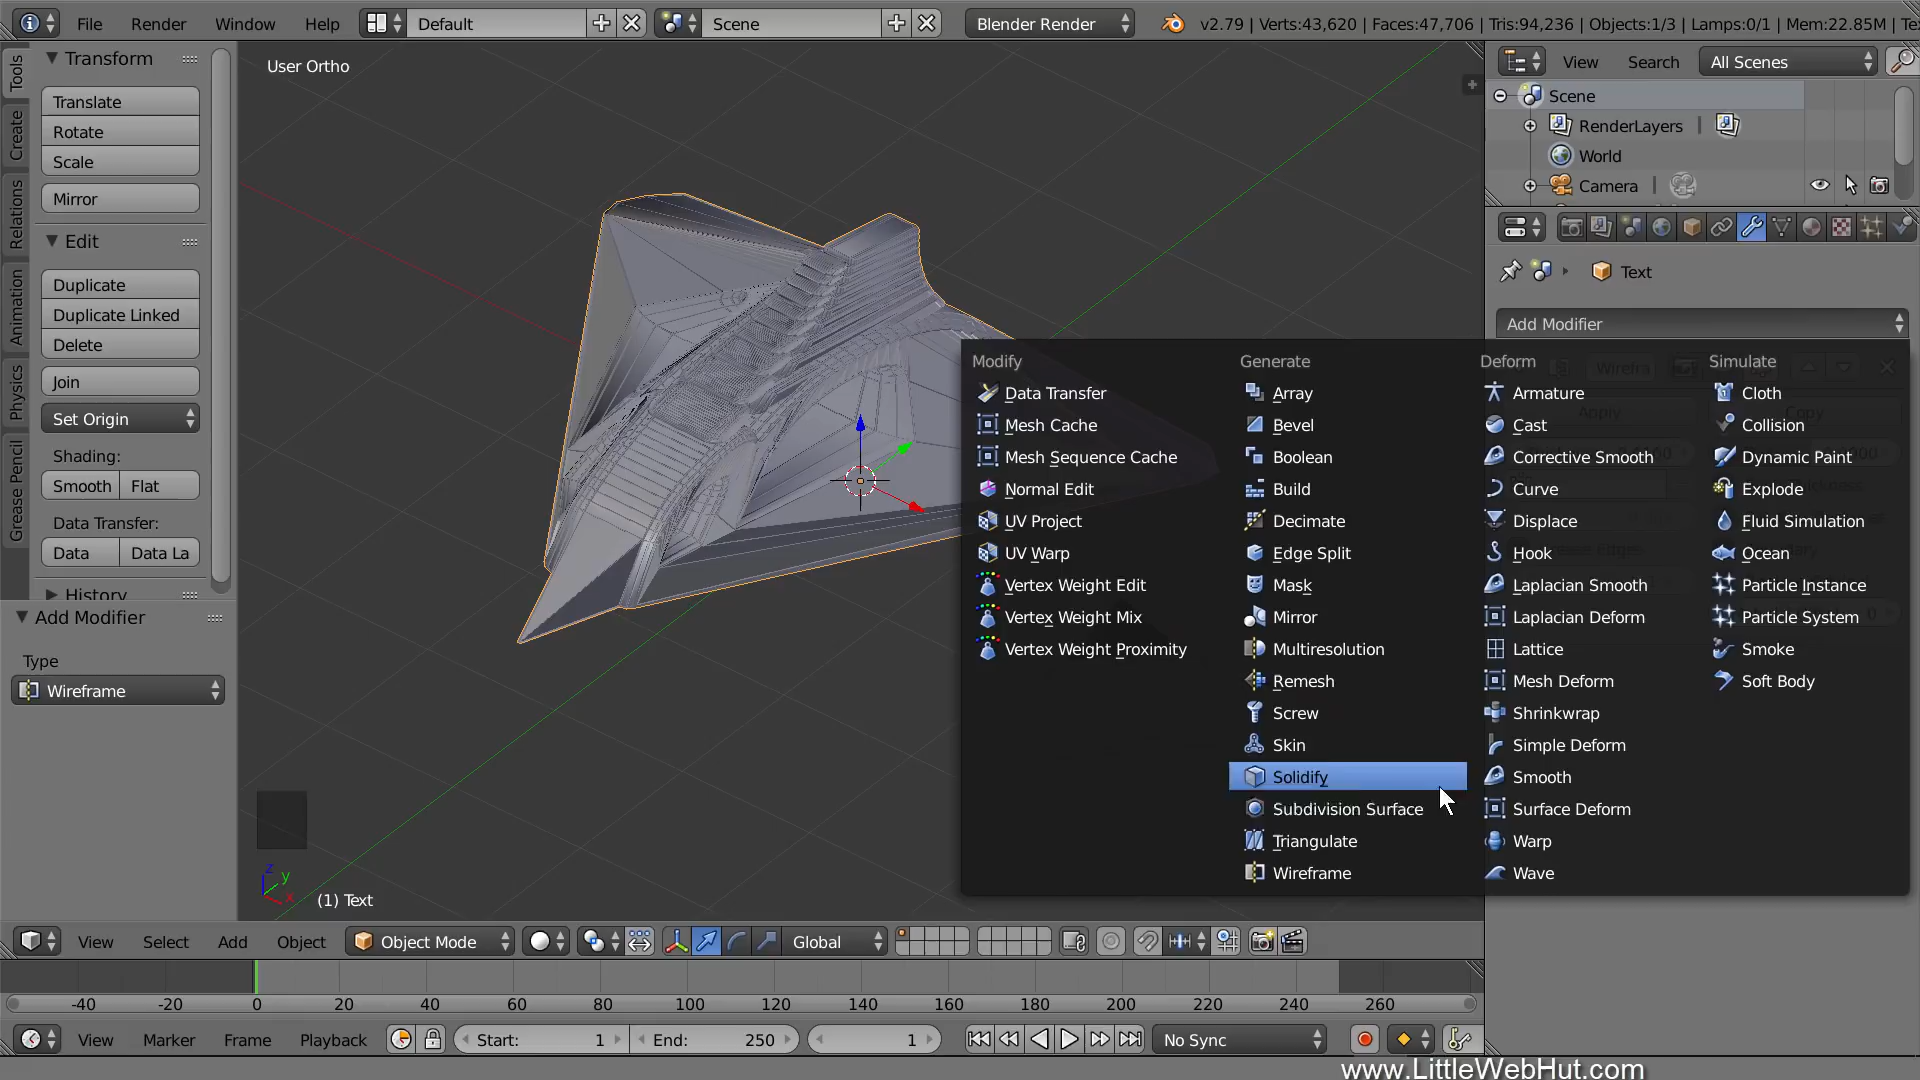 File Render Window Help Default Scene Blender Render v2.79 | Verts:43,620 | Faces:47,706 | Tris:94,236 | Objects:1/3 | Lamps:0/1 | Mem:22.85M | Te
Tools
Create
Relations
Animation
Physics
Grease Pencil
Transform
Translate
Rotate
Scale
Mirror
Edit
Duplicate
Duplicate Linked
Delete
Join
Set Origin
Shading:
Smooth Flat
Data Transfer:
Data Data La
History
Add Modifier
Type
Wireframe
User Ortho
(1) Text
z
y
x
View Search All Scenes
Scene
RenderLayers
World
Camera
Text
Add Modifier
Wirefra
Apply Copy
Modify
Data Transfer
Mesh Cache
Mesh Sequence Cache
Normal Edit
UV Project
UV Warp
Vertex Weight Edit
Vertex Weight Mix
Vertex Weight Proximity
Generate
Array
Bevel
Boolean
Build
Decimate
Edge Split
Mask
Mirror
Multiresolution
Remesh
Screw
Skin
Solidify
Subdivision Surface
Triangulate
Wireframe
Deform
Armature
Cast
Corrective Smooth
Curve
Displace
Hook
Laplacian Smooth
Laplacian Deform
Lattice
Mesh Deform
Shrinkwrap
Simple Deform
Smooth
Surface Deform
Warp
Wave
Simulate
Cloth
Collision
Dynamic Paint
Explode
Fluid Simulation
Ocean
Particle Instance
Particle System
Smoke
Soft Body
View Select Add Object Object Mode Global
-40 -20 0 20 40 60 80 100 120 140 160 180 200 220 240 260
View Marker Frame Playback Start: 1 End: 250 1 No Sync
www.LittleWebHut.com